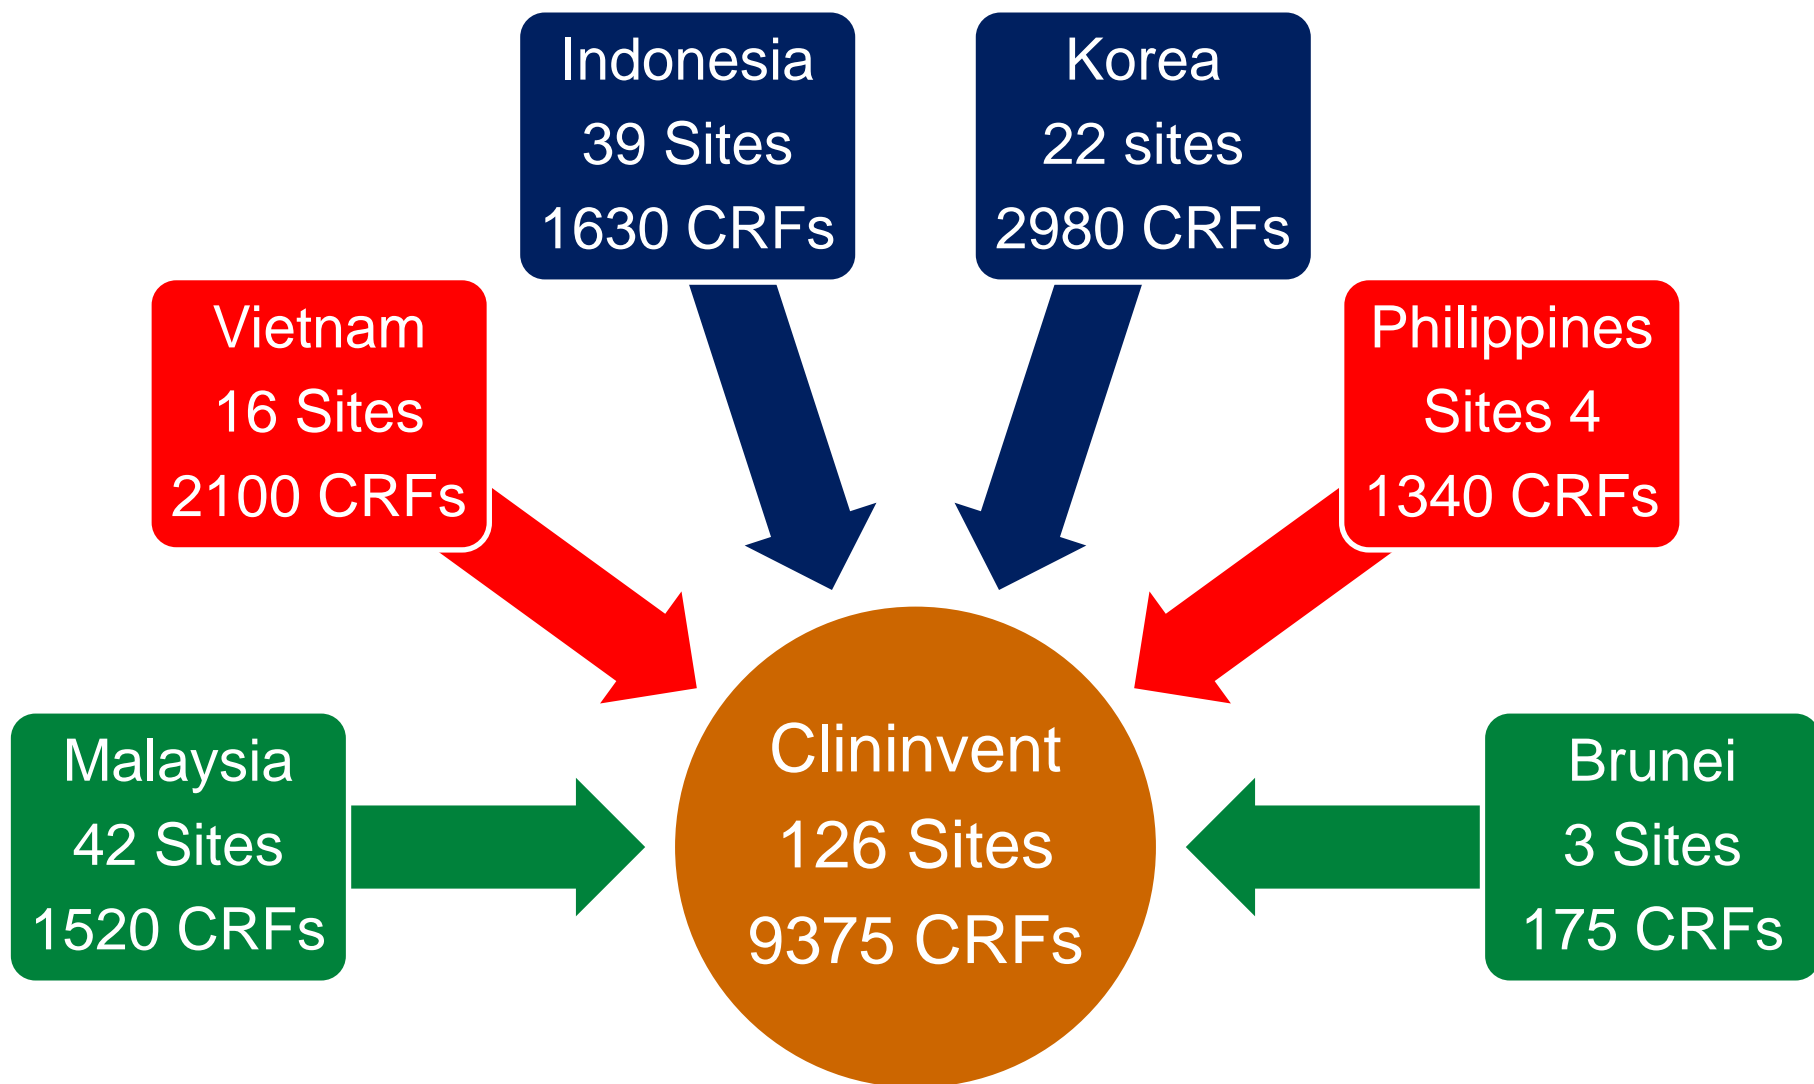 Indonesia
39 Sites
1630 CRFs
Korea
22 sites
2980 CRFs
Vietnam
16 Sites
2100 CRFs
Philippines
Sites 4
1340 CRFs
Malaysia
42 Sites
1520 CRFs
Clininvent
126 Sites
9375 CRFs
Brunei
3 Sites
175 CRFs